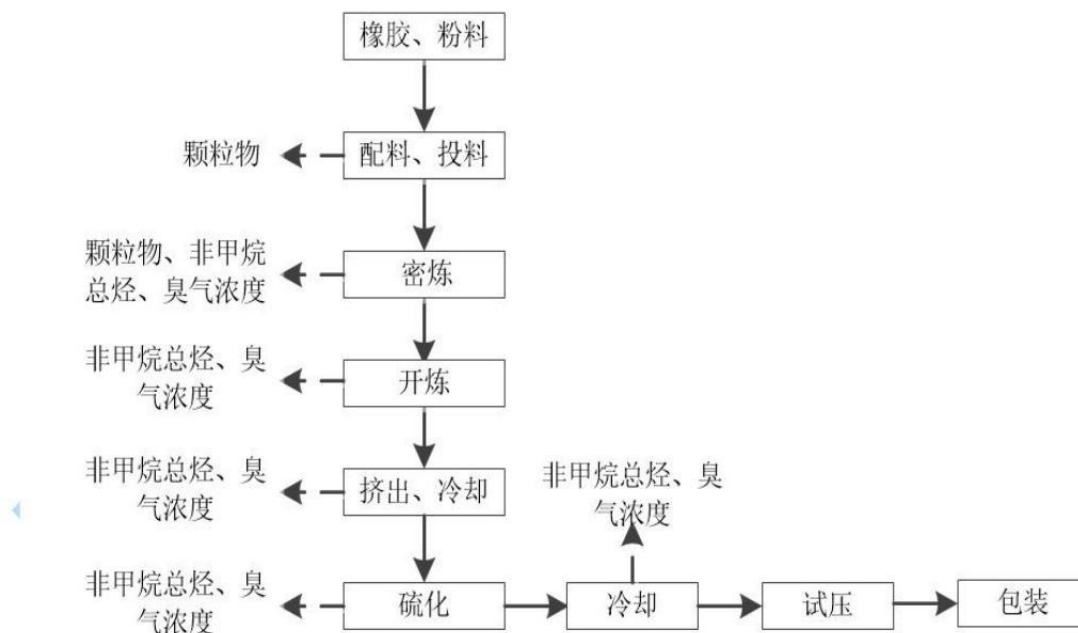 橡胶、粉料
颗粒物
配料、投料
颗粒物、非甲烷
总烃、臭气浓度
密炼
非甲烷总烃、臭
气浓度
开炼
非甲烷总烃、臭
气浓度
挤出、冷却
非甲烷总烃、臭
气浓度
非甲烷总烃、臭
气浓度
硫化
冷却
试压
包装